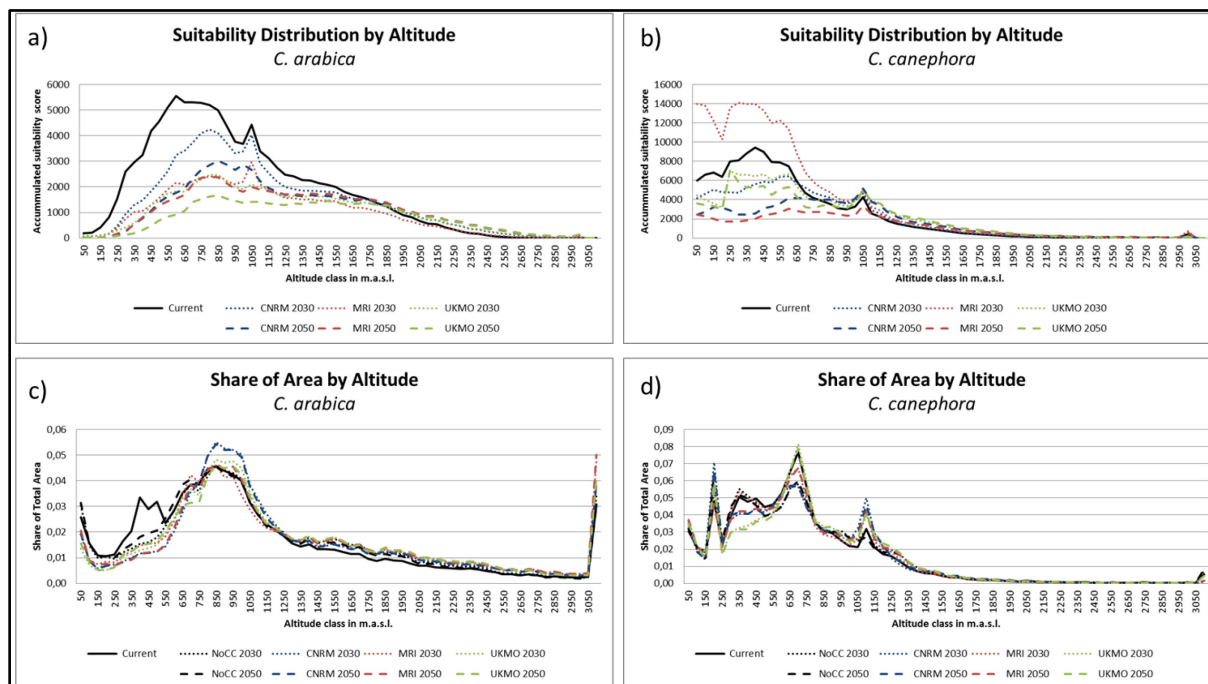 a)
Suitability Distribution by Altitude
C. arabica
Accumulated suitability score
6000
5000
4000
3000
2000
1000
0
50 150 250 350 450 550 650 750 850 950 1050 1150 1250 1350 1450 1550 1650 1750 1850 1950 2050 2150 2250 2350 2450 2550 2650 2750 2850 2950 3050
Altitude class in m.a.s.l.
Current CNRM 2030 MRI 2030 UKMO 2030
CNRM 2050 MRI 2050 UKMO 2050
b)
Suitability Distribution by Altitude
C. canephora
Accumulated suitability score
16000
14000
12000
10000
8000
6000
4000
2000
0
50 150 250 350 450 550 650 750 850 950 1050 1150 1250 1350 1450 1550 1650 1750 1850 1950 2050 2150 2250 2350 2450 2550 2650 2750 2850 2950 3050
Altitude class in m.a.s.l.
Current CNRM 2030 MRI 2030 UKMO 2030
CNRM 2050 MRI 2050 UKMO 2050
c)
Share of Area by Altitude
C. arabica
Share of Total Area
0,06
0,05
0,04
0,03
0,02
0,01
0,00
50 150 250 350 450 550 650 750 850 950 1050 1150 1250 1350 1450 1550 1650 1750 1850 1950 2050 2150 2250 2350 2450 2550 2650 2750 2850 2950 3050
Altitude class in m.a.s.l.
Current NoCC 2030 CNRM 2030 MRI 2030 UKMO 2030
NoCC 2050 CNRM 2050 MRI 2050 UKMO 2050
d)
Share of Area by Altitude
C. canephora
Share of Total Area
0,09
0,08
0,07
0,06
0,05
0,04
0,03
0,02
0,01
0,00
50 150 250 350 450 550 650 750 850 950 1050 1150 1250 1350 1450 1550 1650 1750 1850 1950 2050 2150 2250 2350 2450 2550 2650 2750 2850 2950 3050
Altitude class in m.a.s.l.
Current NoCC 2030 CNRM 2030 MRI 2030 UKMO 2030
NoCC 2050 CNRM 2050 MRI 2050 UKMO 2050